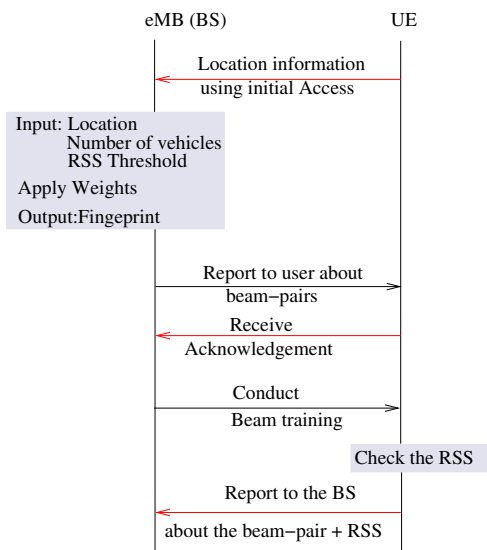 eMB (BS)
UE
Location information
using initial Access
Input: Location
Number of vehicles
RSS Threshold
Apply Weights
Output:Fingeprint
Report to user about
beam−pairs
Receive
Acknowledgement
Conduct
Beam training
Check the RSS
Report to the BS
about the beam−pair + RSS